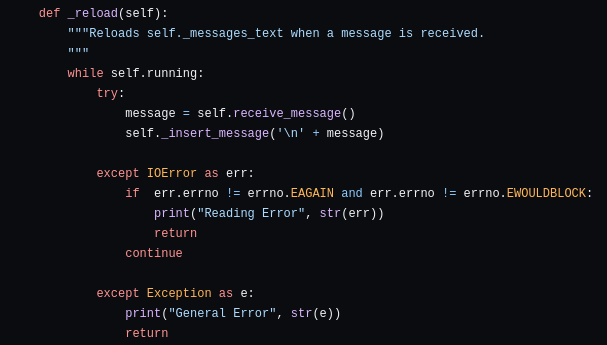 def _reload(self):
    """Reloads self._messages_text when a message is received.
    """
    while self.running:
        try:
            message = self.receive_message()
            self._insert_message('\n' + message)

        except IOError as err:
            if  err.errno != errno.EAGAIN and err.errno != errno.EWOULDBLOCK:
                print("Reading Error", str(err))
                return
            continue

        except Exception as e:
            print("General Error", str(e))
            return